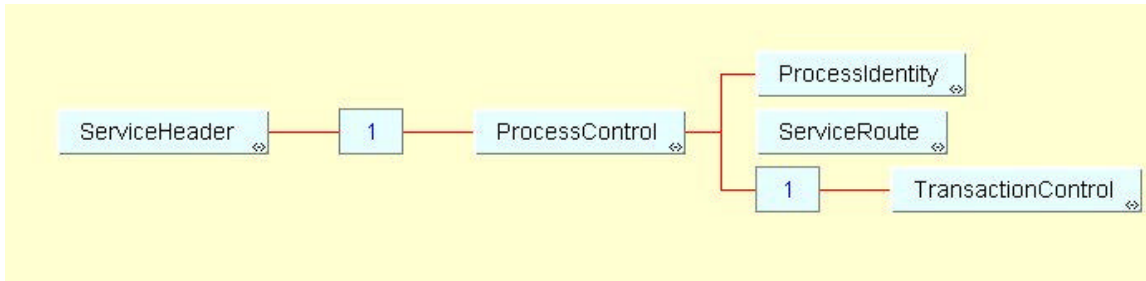 ServiceHeader
1
ProcessControl
ProcessIdentity
ServiceRoute
1
TransactionControl